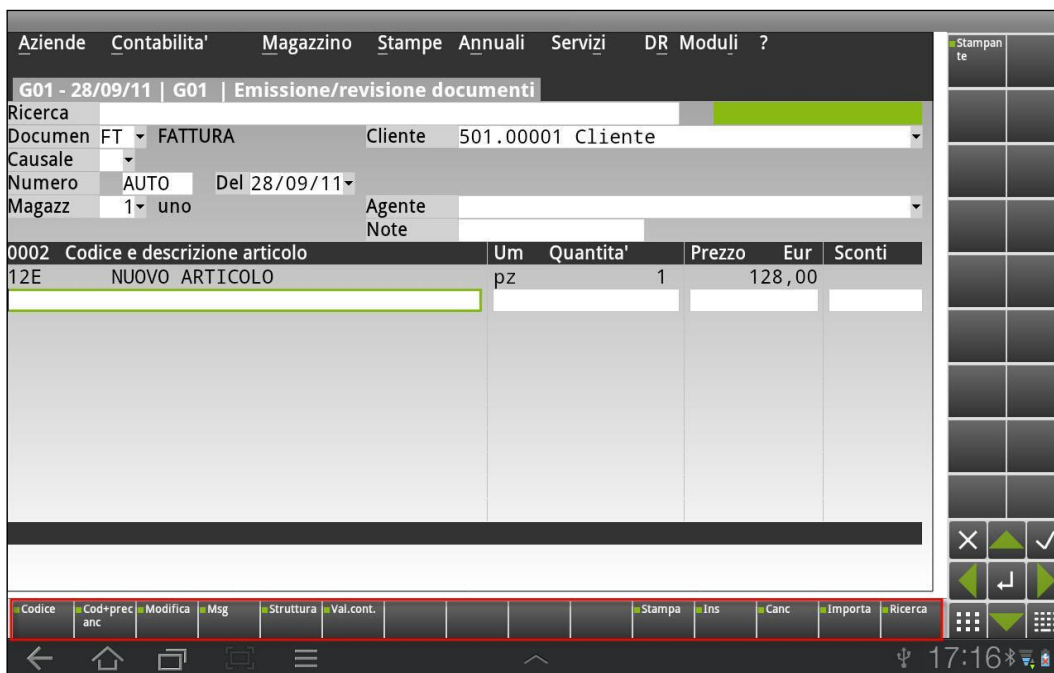 Aziende Contabilita' Magazzino Stampe Annuali Servizi DR Moduli ?
Stampan
te
G01 - 28/09/11 | G01 | Emissione/revisione documenti
Ricerca
Documen FT FATTURA Cliente 501.00001 Cliente
Causale
Numero AUTO Del 28/09/11
Magazz 1 uno Agente
Note
0002 Codice e descrizione articolo Um Quantita' Prezzo Eur Sconti
12E NUOVO ARTICOLO pz 1 128,00
Codice Cod+prec Modifica Msg Struttura Val.cont. Stampa Ins Canc Importa Ricerca
anc
17:16